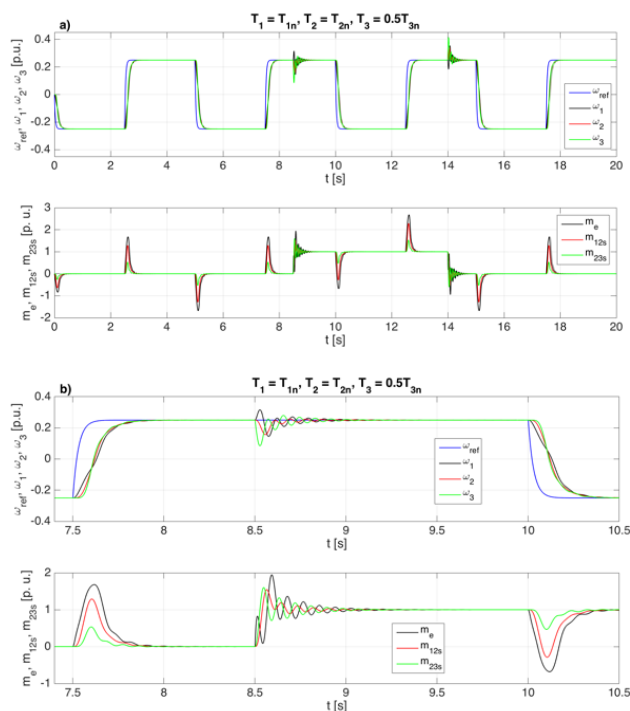 a) T1 = T1n, T2 = T2n, T3 = 0.5T3n
ωref, ω1, ω2, ω3 [p.u.]
0.4
0.2
0
-0.2
-0.4
ωref
ω1
ω2
ω3
0 2 4 6 8 10 12 14 16 18 20
t [s]
me, m12s, m23s [p. u.]
3
2
1
0
-1
2
me
m12s
m23s
0 2 4 6 8 10 12 14 16 18 20
t [s]
b) T1 = T1n, T2 = T2n, T3 = 0.5T3n
ωref, ω1, ω2, ω3 [p.u.]
0.4
0.2
0
-0.2
0.4
ωref
ω1
ω2
ω3
7.5 8 8.5 9 9.5 10 10.5
t [s]
me, m12s, m23s [p. u.]
2
1
0
1
me
m12s
m23s
7.5 8 8.5 9 9.5 10 10.5
t [s]